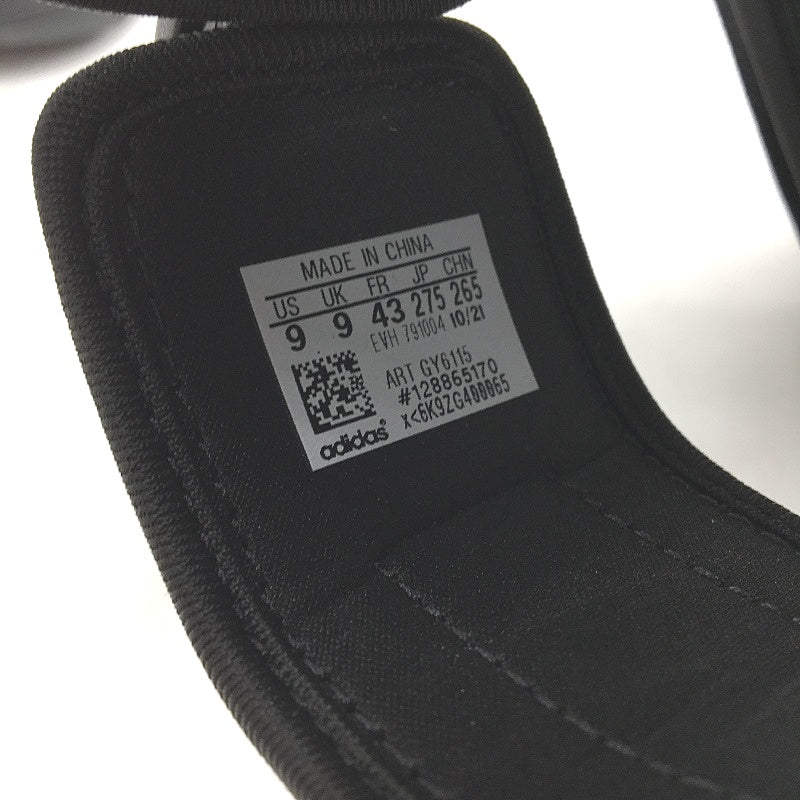 MADE IN CHINA
US UK FR JP CHN
9 9 43 275 265
EVH 791004 10/21
ART GY6115
#128865170
X<6K9ZG400065
adidas